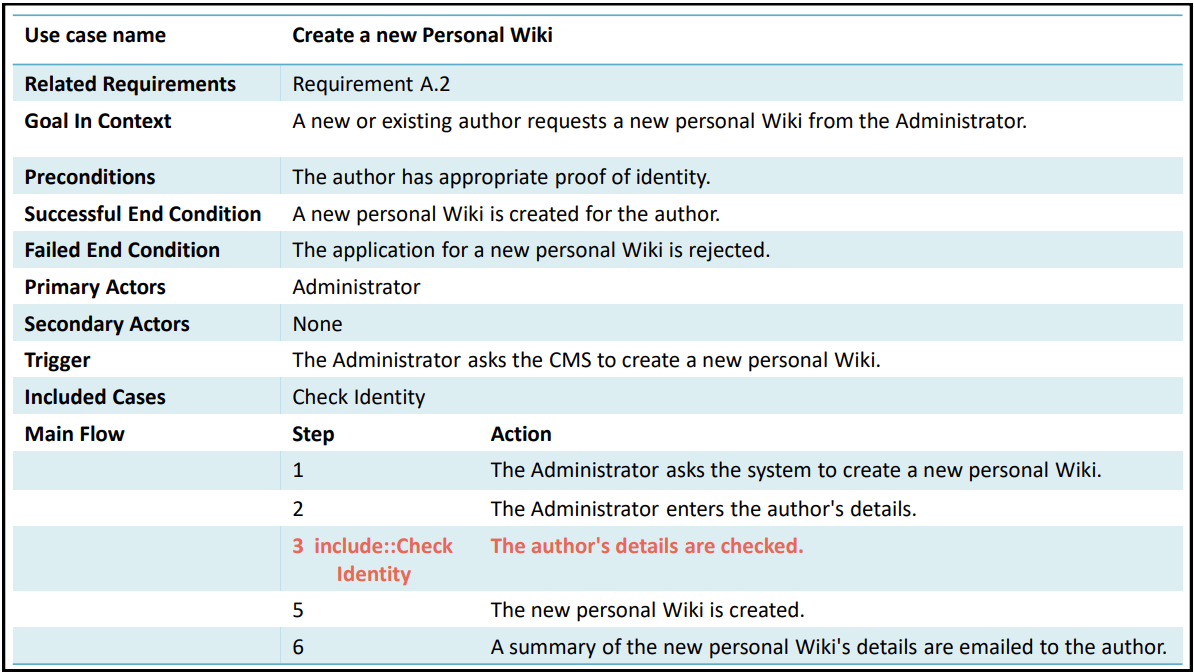 Use case name Create a new Personal Wiki
Related Requirements Requirement A.2
Goal In Context A new or existing author requests a new personal Wiki from the Administrator.
Preconditions The author has appropriate proof of identity.
Successful End Condition A new personal Wiki is created for the author.
Failed End Condition The application for a new personal Wiki is rejected.
Primary Actors Administrator
Secondary Actors None
Trigger The Administrator asks the CMS to create a new personal Wiki.
Included Cases Check Identity
Main Flow Step Action
1 The Administrator asks the system to create a new personal Wiki.
2 The Administrator enters the author's details.
3 include::Check The author's details are checked.
Identity
5 The new personal Wiki is created.
6 A summary of the new personal Wiki's details are emailed to the author.